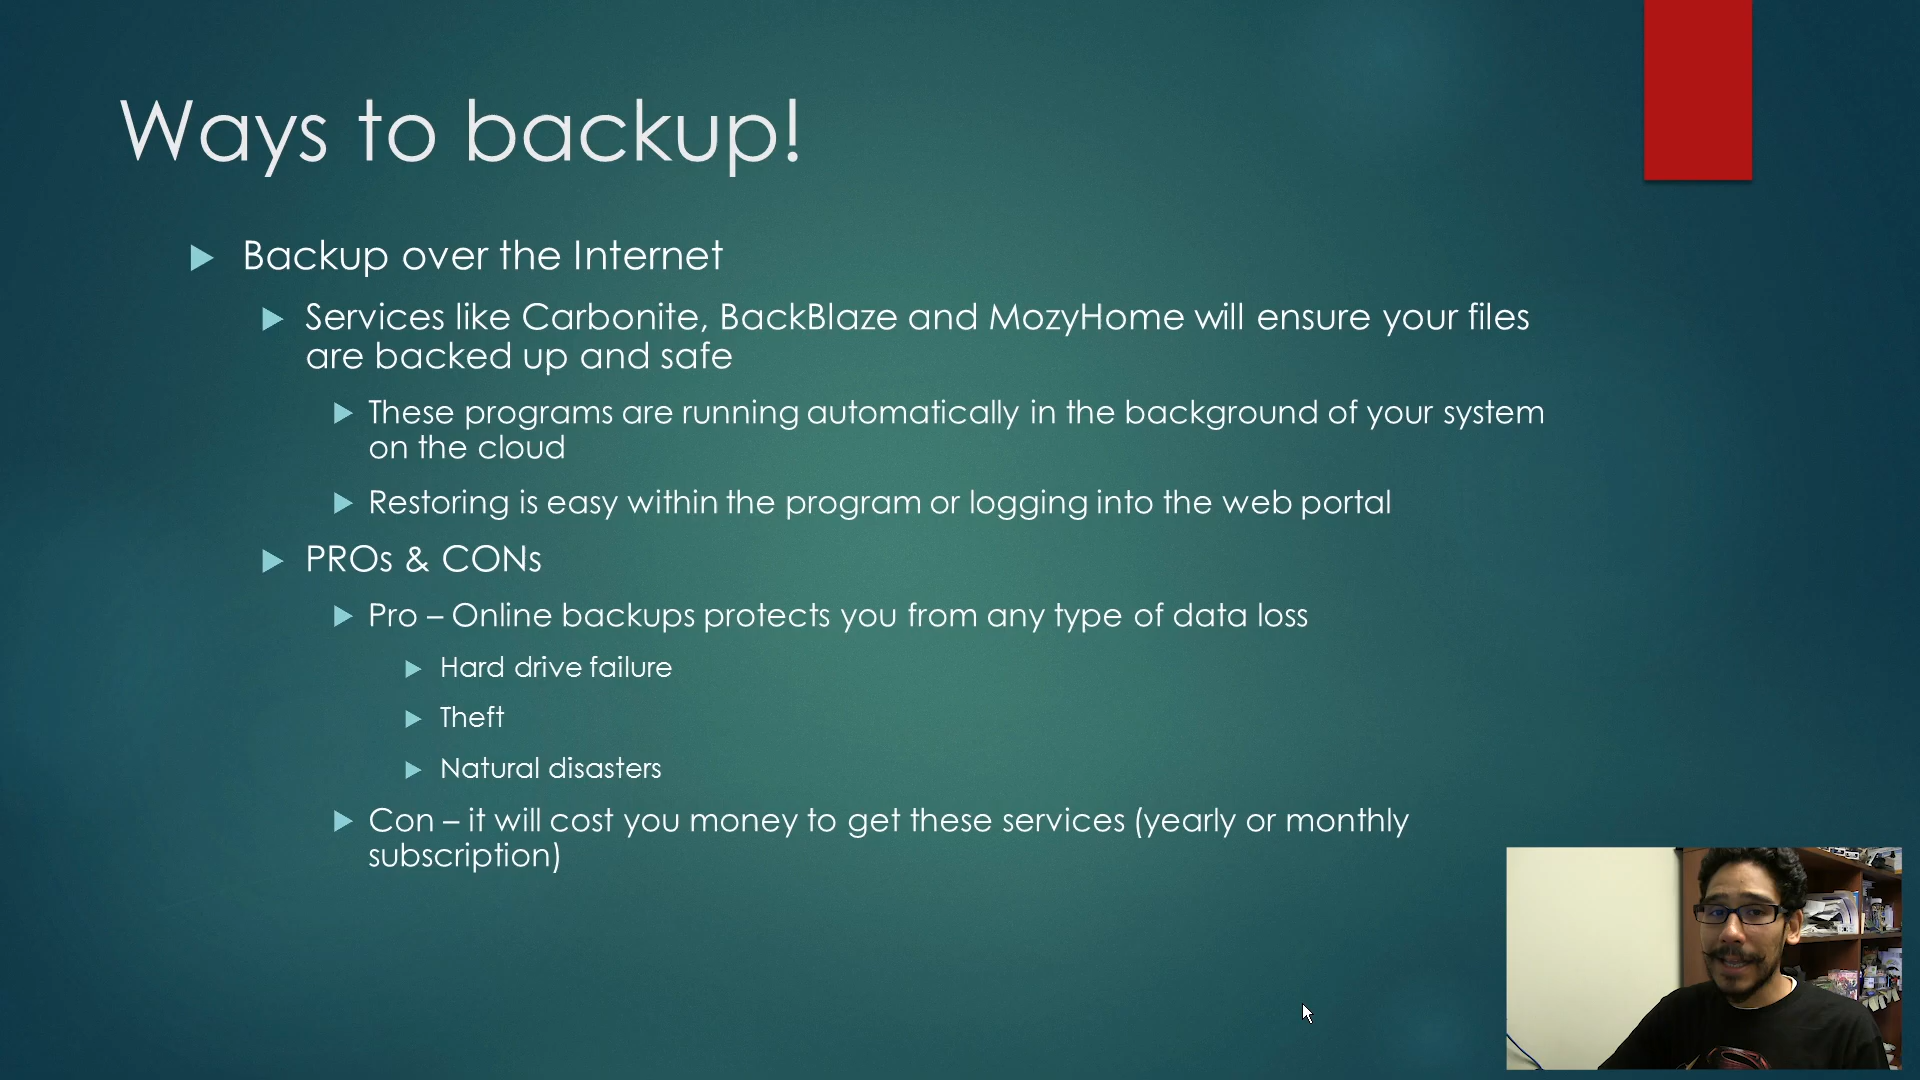 Ways to backup!
Backup over the Internet
Services like Carbonite, BackBlaze and MozyHome will ensure your files
are backed up and safe
These programs are running automatically in the background of your system
on the cloud
Restoring is easy within the program or logging into the web portal
PROs & CONs
Pro – Online backups protects you from any type of data loss
Hard drive failure
Theft
Natural disasters
Con – it will cost you money to get these services (yearly or monthly
subscription)